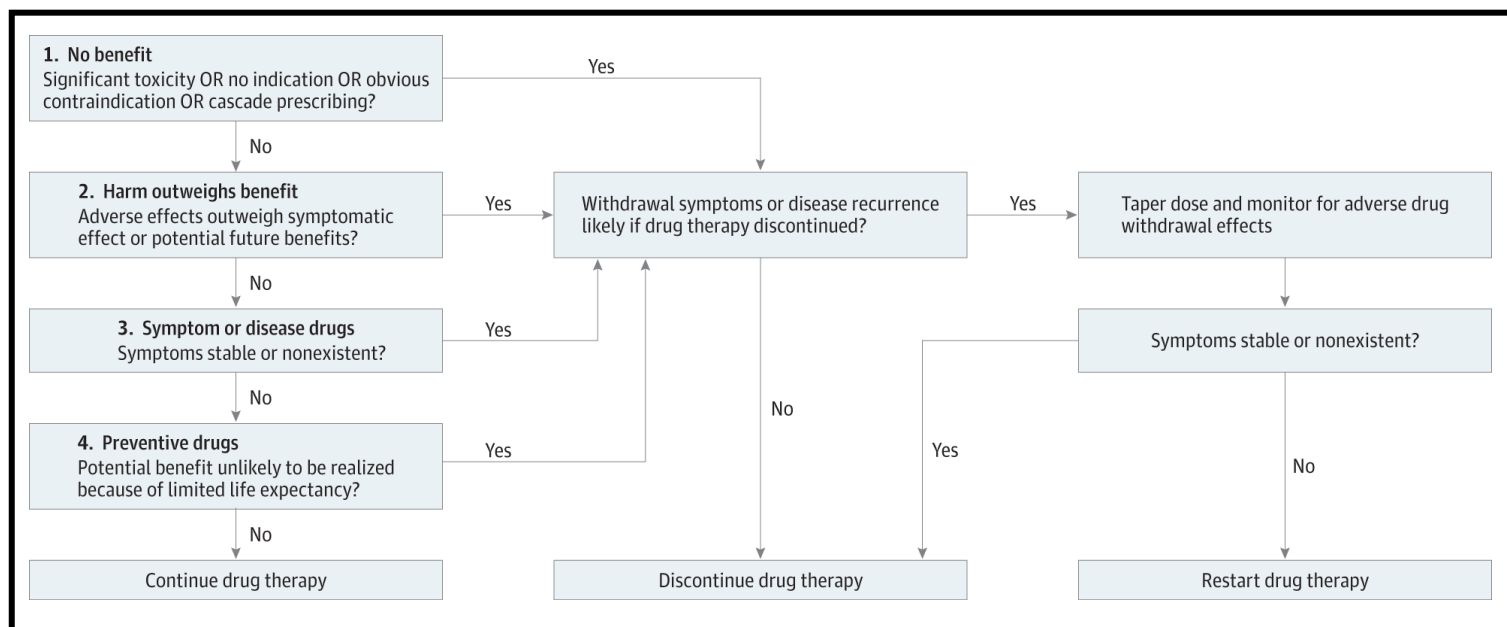 1. No benefit
Significant toxicity OR no indication OR obvious
contraindication OR cascade prescribing?
Yes
No
2. Harm outweighs benefit
Adverse effects outweigh symptomatic
effect or potential future benefits?
Yes
Withdrawal symptoms or disease recurrence
likely if drug therapy discontinued?
Yes
Taper dose and monitor for adverse drug
withdrawal effects
No
3. Symptom or disease drugs
Symptoms stable or nonexistent?
Yes
Symptoms stable or nonexistent?
No
No
4. Preventive drugs
Potential benefit unlikely to be realized
because of limited life expectancy?
Yes
Yes
No
No
Continue drug therapy
Discontinue drug therapy
Restart drug therapy